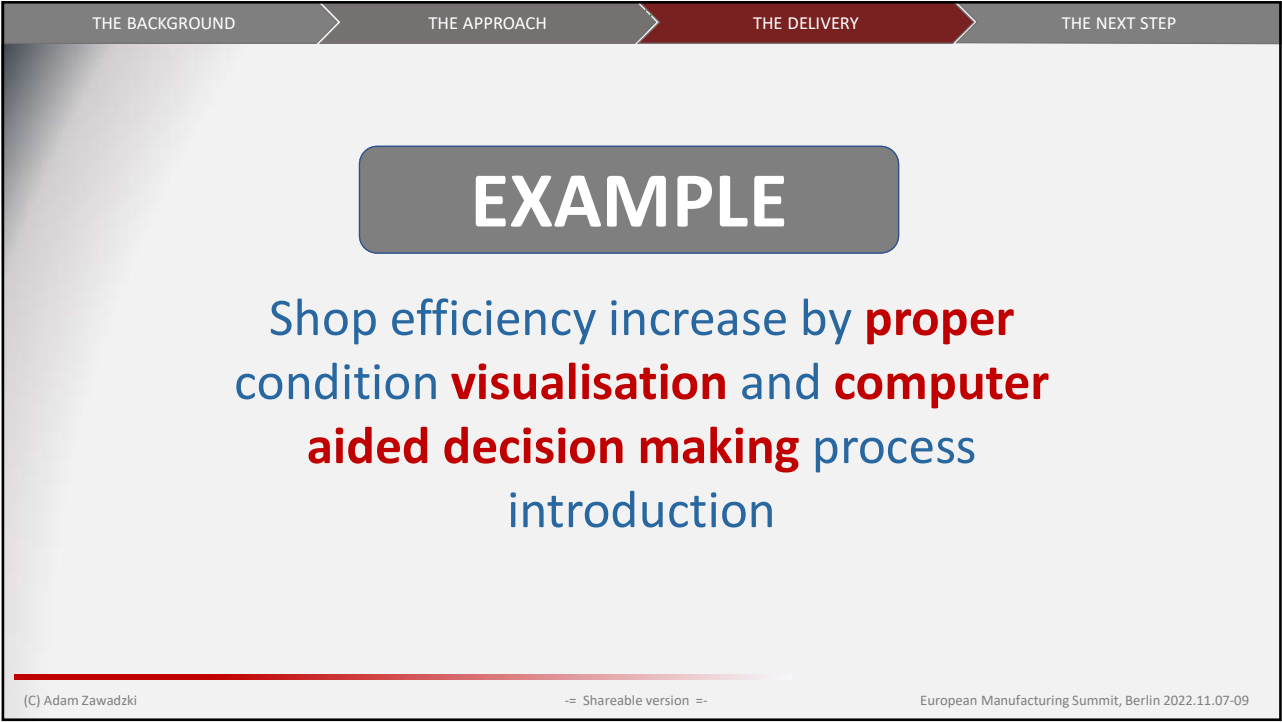 THE BACKGROUND
THE APPROACH
THE DELIVERY
THE NEXT STEP
EXAMPLE
Shop efficiency increase by proper
condition visualisation and computer
aided decision making process
introduction
(C) Adam Zawadzki
-= Shareable version =-
European Manufacturing Summit, Berlin 2022.11.07-09